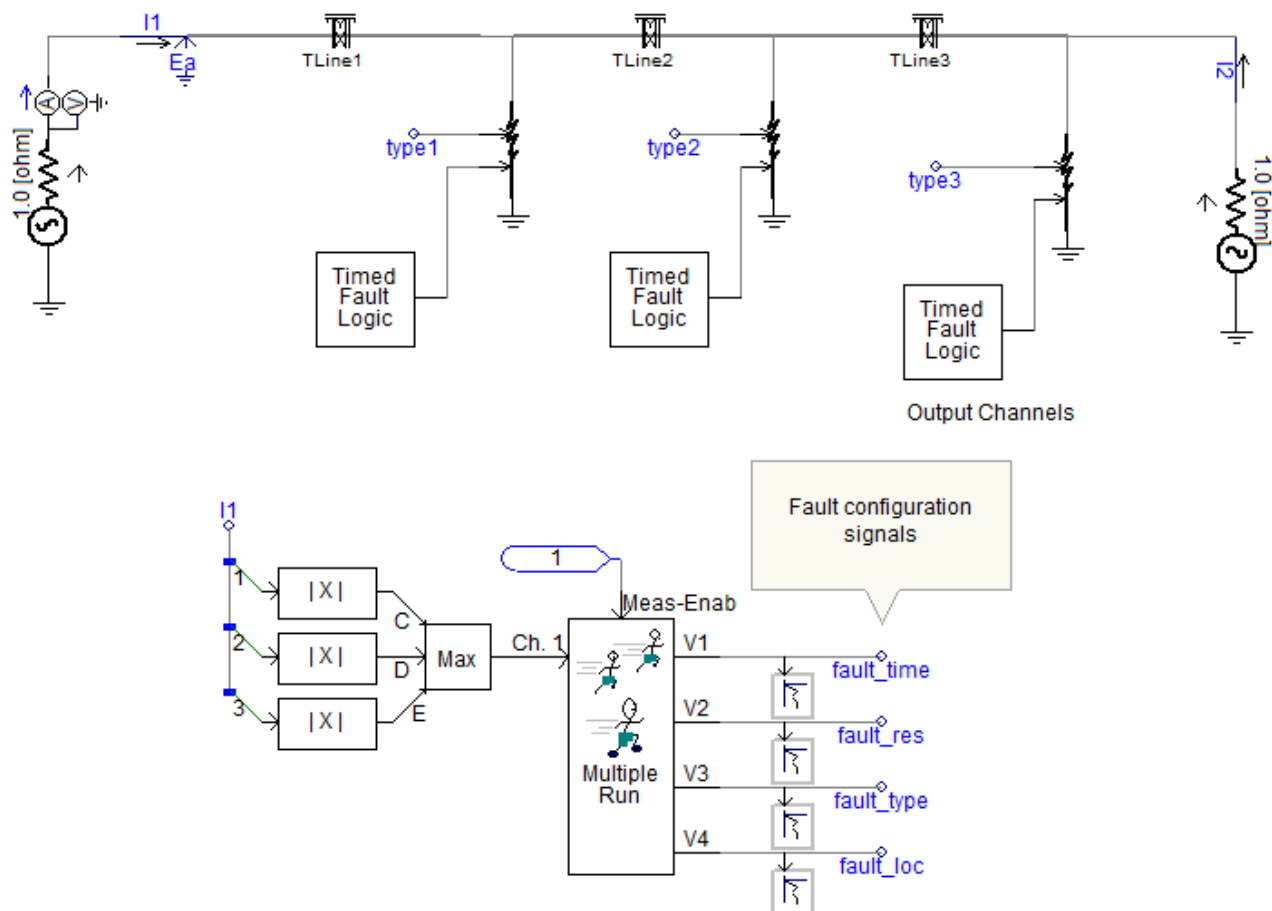 I1
Ea
TLine1
TLine2
TLine3
I2
A
V
1.0 [ohm]
1.0 [ohm]
type1
type2
type3
Timed
Fault
Logic
Timed
Fault
Logic
Timed
Fault
Logic
Output Channels
Fault configuration
signals
I1
1
2
3
|X|
|X|
|X|
C
D
E
Max
Ch. 1
1
Meas-Enab
Multiple
Run
V1
V2
V3
V4
fault_time
fault_res
fault_type
fault_loc